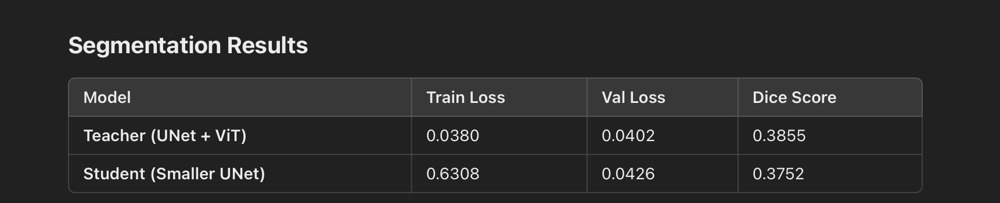 Segmentation Results
Model Train Loss Val Loss Dice Score
Teacher (UNet + ViT) 0.0380 0.0402 0.3855
Student (Smaller UNet) 0.6308 0.0426 0.3752